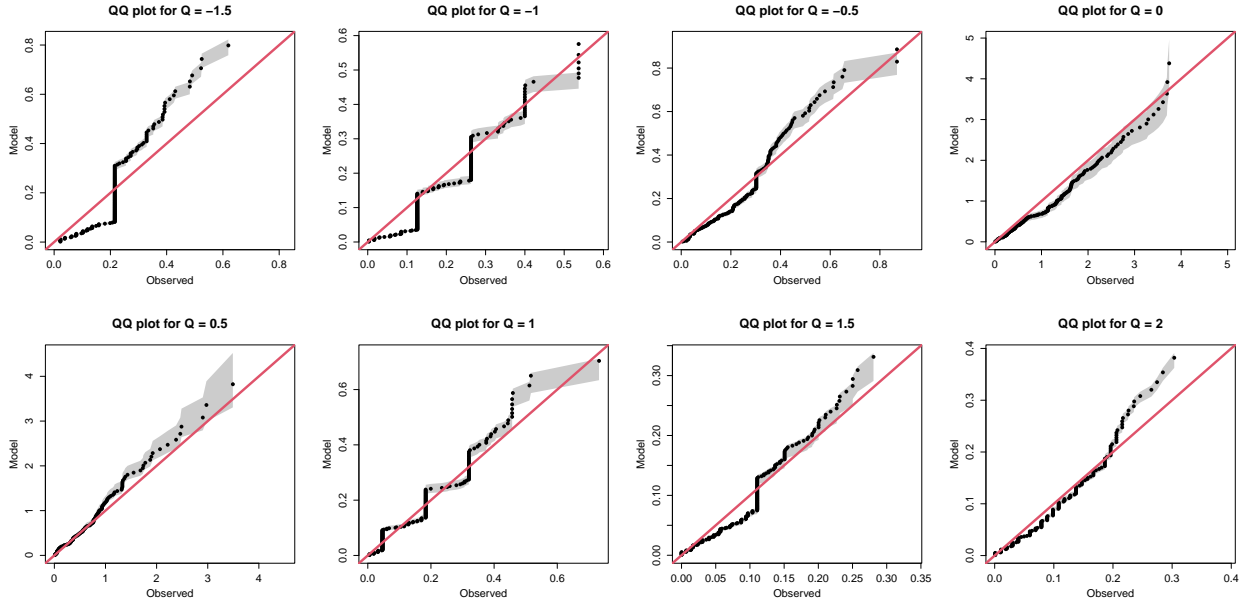 QQ plot for Q = −1.5
QQ plot for Q = −1
QQ plot for Q = −0.5
QQ plot for Q = 0
Model
0.0 0.2 0.4 0.6 0.8
0.0 0.2 0.4 0.6 0.8
Observed
Model
0.0 0.1 0.2 0.3 0.4 0.5 0.6
0.0 0.1 0.2 0.3 0.4 0.5 0.6
Observed
Model
0.0 0.2 0.4 0.6 0.8
0.0 0.2 0.4 0.6 0.8
Observed
Model
0 1 2 3 4 5
0 1 2 3 4 5
Observed
QQ plot for Q = 0.5
QQ plot for Q = 1
QQ plot for Q = 1.5
QQ plot for Q = 2
Model
0 1 2 3 4
0 1 2 3 4
Observed
Model
0.0 0.2 0.4 0.6
0.0 0.2 0.4 0.6
Observed
Model
0.00 0.10 0.20 0.30
0.00 0.05 0.10 0.15 0.20 0.25 0.30 0.35
Observed
Model
0.0 0.1 0.2 0.3 0.4
0.0 0.1 0.2 0.3 0.4
Observed